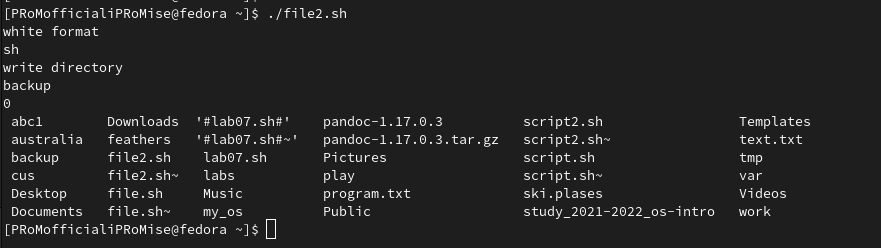 [PRoMofficialiPRoMise@fedora ~]$ ./file2.sh
white format
sh
write directory
backup
0
abc1 Downloads '#lab07.sh#' pandoc-1.17.0.3 script2.sh Templates
australia feathers '#lab07.sh#~' pandoc-1.17.0.3.tar.gz script2.sh~ text.txt
backup file2.sh lab07.sh Pictures script.sh tmp
cus file2.sh~ labs play script.sh~ var
Desktop file.sh Music program.txt ski.plases Videos
Documents file.sh~ my_os Public study_2021-2022_os-intro work
[PRoMofficialiPRoMise@fedora ~]$